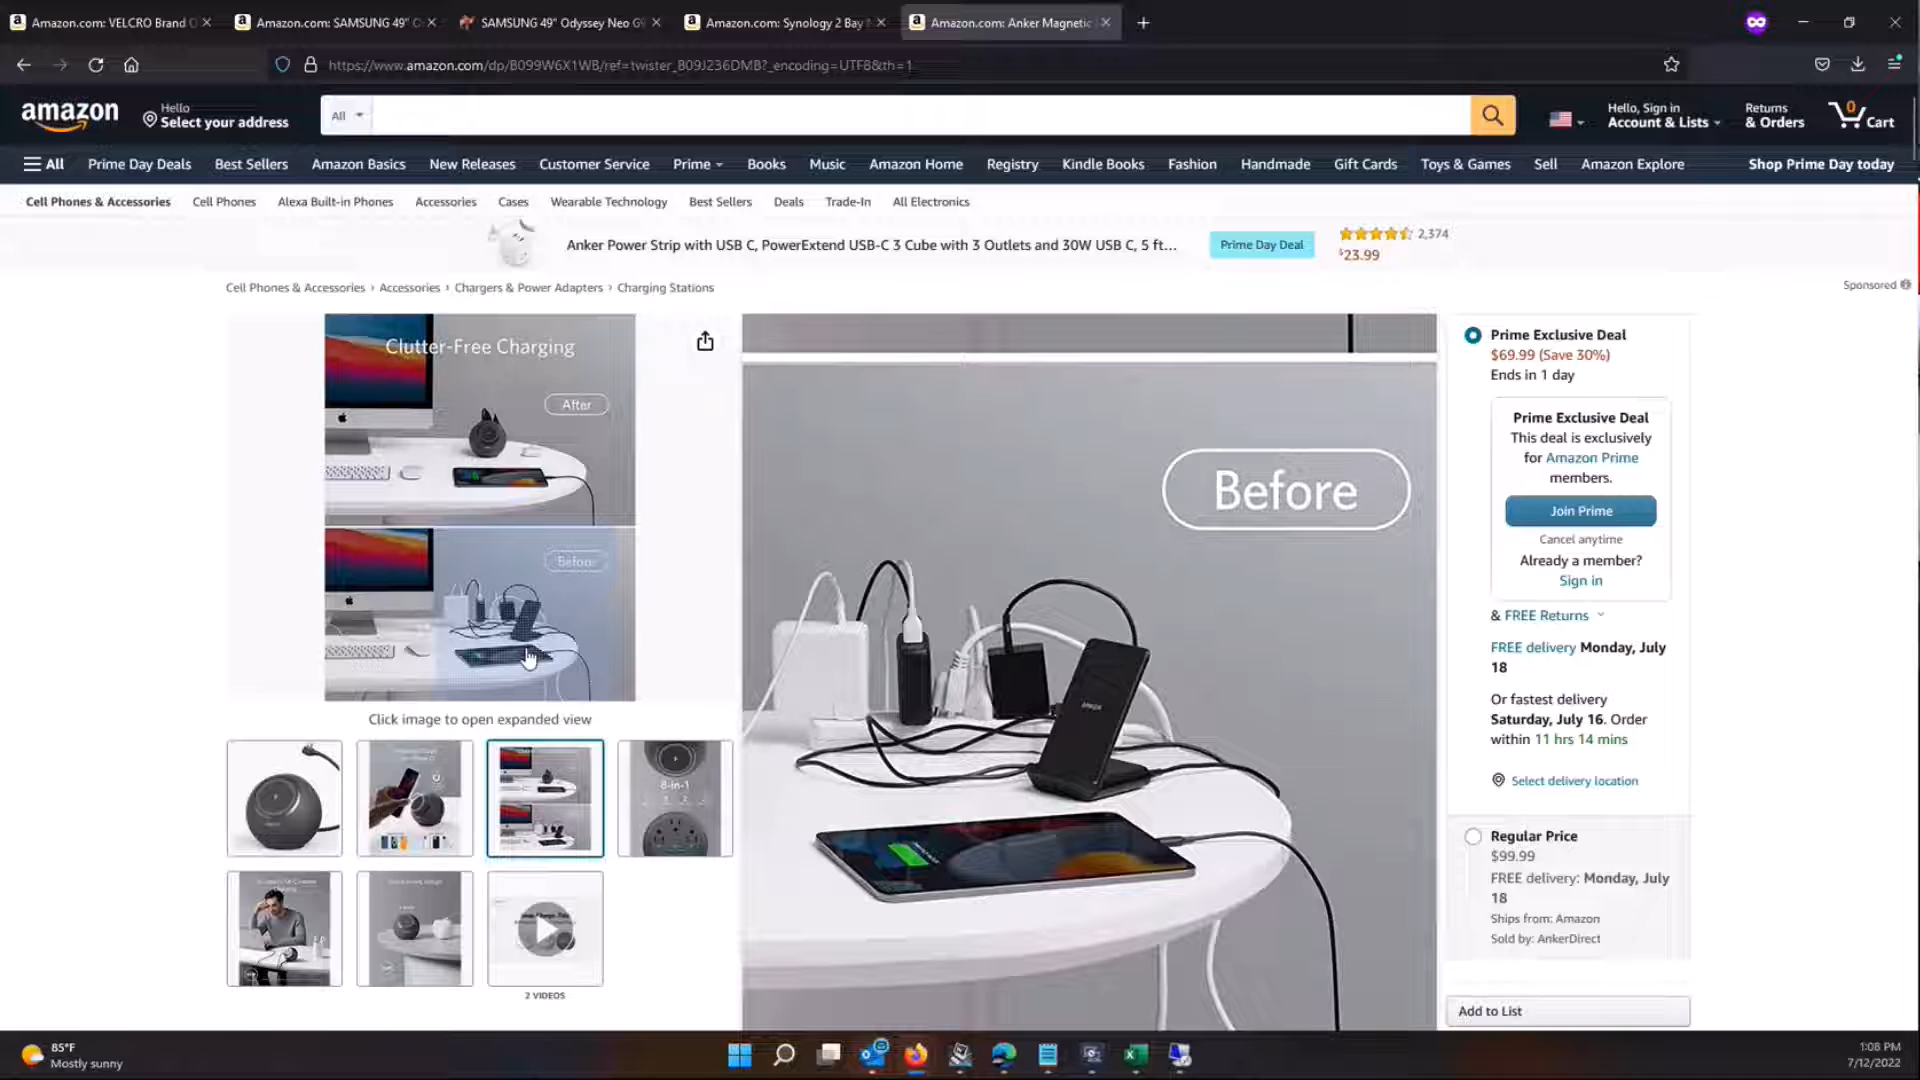 Amazon.com: VELCRO Brand O
Amazon.com: SAMSUNG 49" O
SAMSUNG 49" Odyssey Neo G9
Amazon.com: Synology 2 Bay
Amazon.com: Anker Magnetic
https://www.amazon.com/dp/B099W6X1WB/ref=twister_B09J236DMB?_encoding=UTF8&th=1
amazon
Hello
Select your address
All
Hello, Sign in
Account & Lists
Returns
& Orders
0
Cart
All
Prime Day Deals
Best Sellers
Amazon Basics
New Releases
Customer Service
Prime
Books
Music
Amazon Home
Registry
Kindle Books
Fashion
Handmade
Gift Cards
Toys & Games
Sell
Amazon Explore
Shop Prime Day today
Cell Phones & Accessories
Cell Phones
Alexa Built-in Phones
Accessories
Cases
Wearable Technology
Best Sellers
Deals
Trade-In
All Electronics
Anker Power Strip with USB C, PowerExtend USB-C 3 Cube with 3 Outlets and 30W USB C, 5 ft...
Prime Day Deal
2,374
$23.99
Sponsored
Cell Phones & Accessories › Accessories › Chargers & Power Adapters › Charging Stations
Clutter-Free Charging
After
Before
Click image to open expanded view
8-in-1
2 VIDEOS
Before
ANKER
Prime Exclusive Deal
$69.99 (Save 30%)
Ends in 1 day
Prime Exclusive Deal
This deal is exclusively
for Amazon Prime
members.
Join Prime
Cancel anytime
Already a member?
Sign in
& FREE Returns
FREE delivery Monday, July
18
Or fastest delivery
Saturday, July 16. Order
within 11 hrs 14 mins
Select delivery location
Regular Price
$99.99
FREE delivery: Monday, July
18
Ships from: Amazon
Sold by: AnkerDirect
Add to List
85°F
Mostly sunny
1:08 PM
7/12/2022